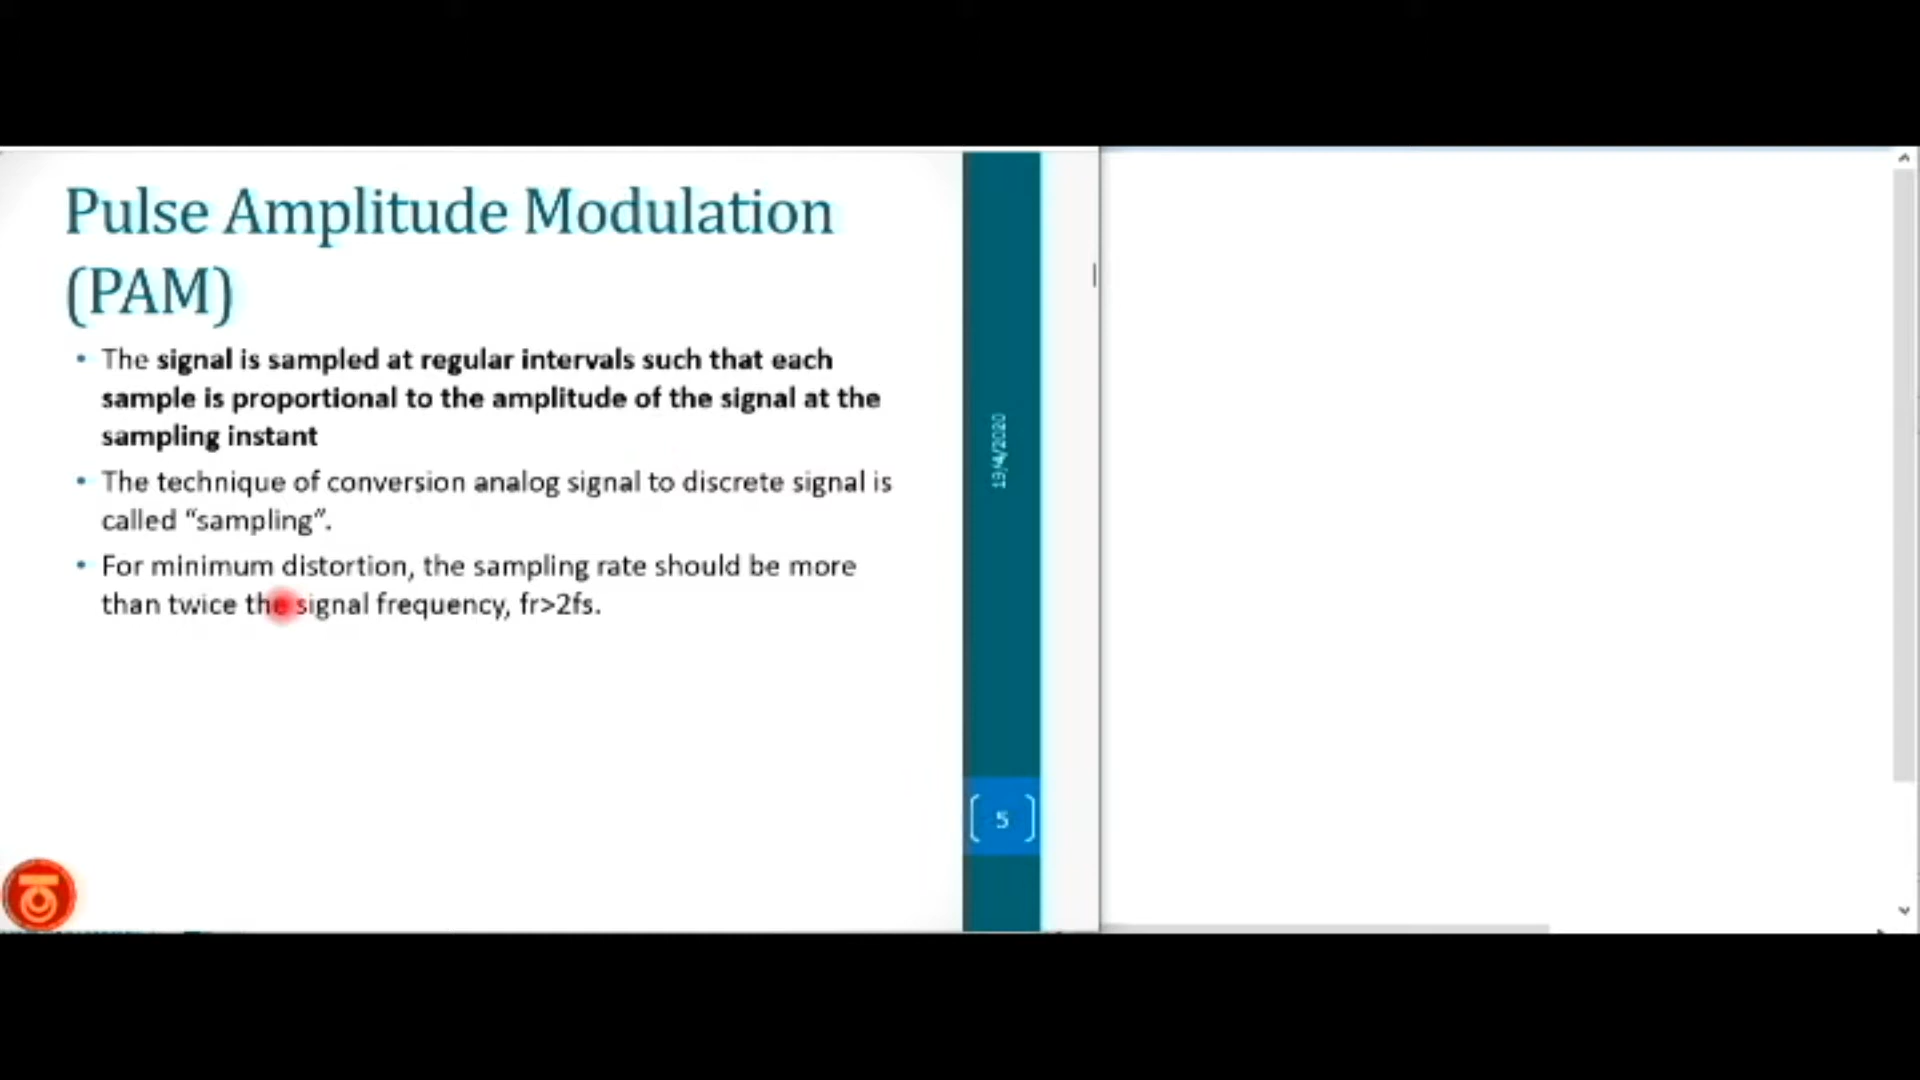 Pulse Amplitude Modulation
(PAM)
• The signal is sampled at regular intervals such that each
sample is proportional to the amplitude of the signal at the
sampling instant
• The technique of conversion analog signal to discrete signal is
called “sampling”.
• For minimum distortion, the sampling rate should be more
than twice the signal frequency, fr>2fs.
19/4/2020
5